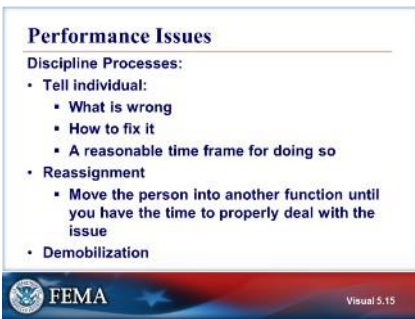 Performance Issues
Discipline Processes:
• Tell individual:
▪ What is wrong
▪ How to fix it
▪ A reasonable time frame for doing so
• Reassignment
▪ Move the person into another function until
you have the time to properly deal with the
issue
• Demobilization
FEMA
Visual 5.15